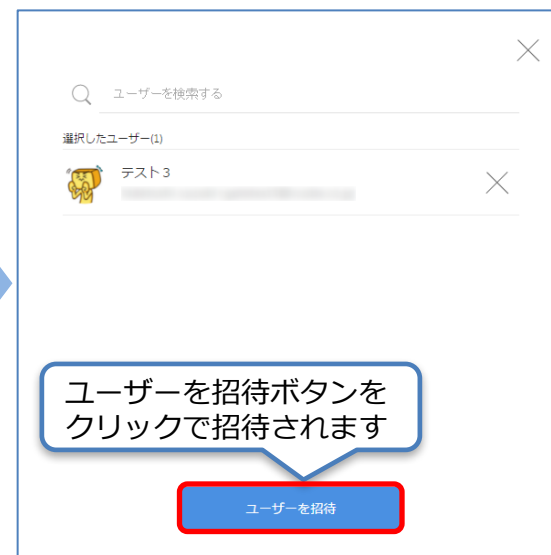 ユーザーを検索する
選択したユーザー(1)
テスト3
ユーザーを招待ボタンを
クリックで招待されます
ユーザーを招待